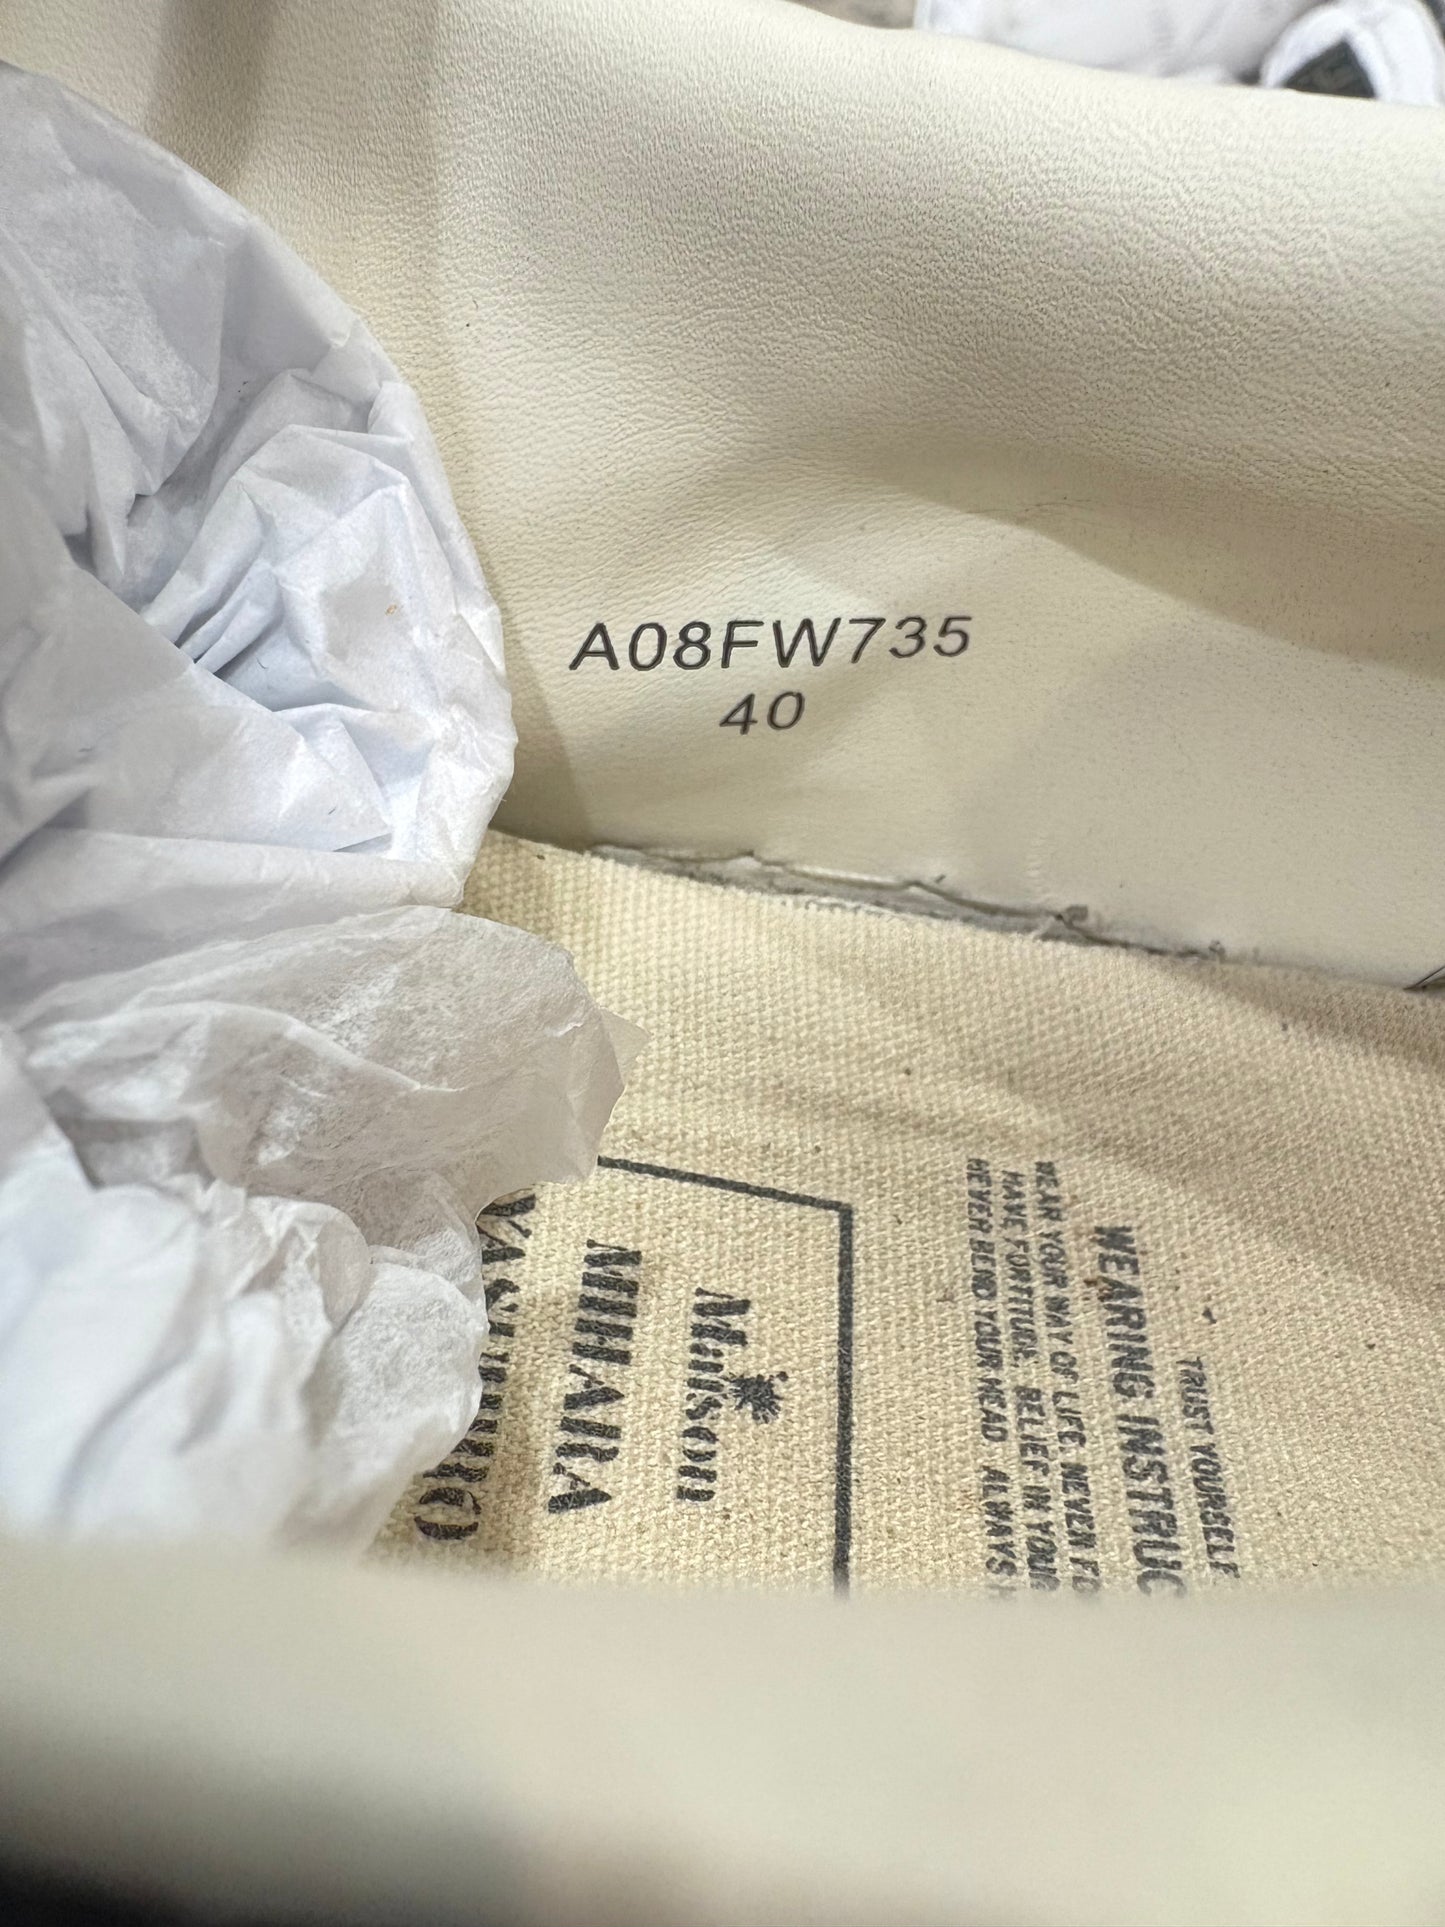 A08FW735
40
YASUHIRO
MIHARA
Maison
TRUST YOURSELF
WEARING INSTRUC
WEAR YOUR WAY OF LIFE. NEVER FO
HAVE FORTITUDE. BELIEF IN YOUR
NEVER BEND YOUR HEAD. ALWAYS H